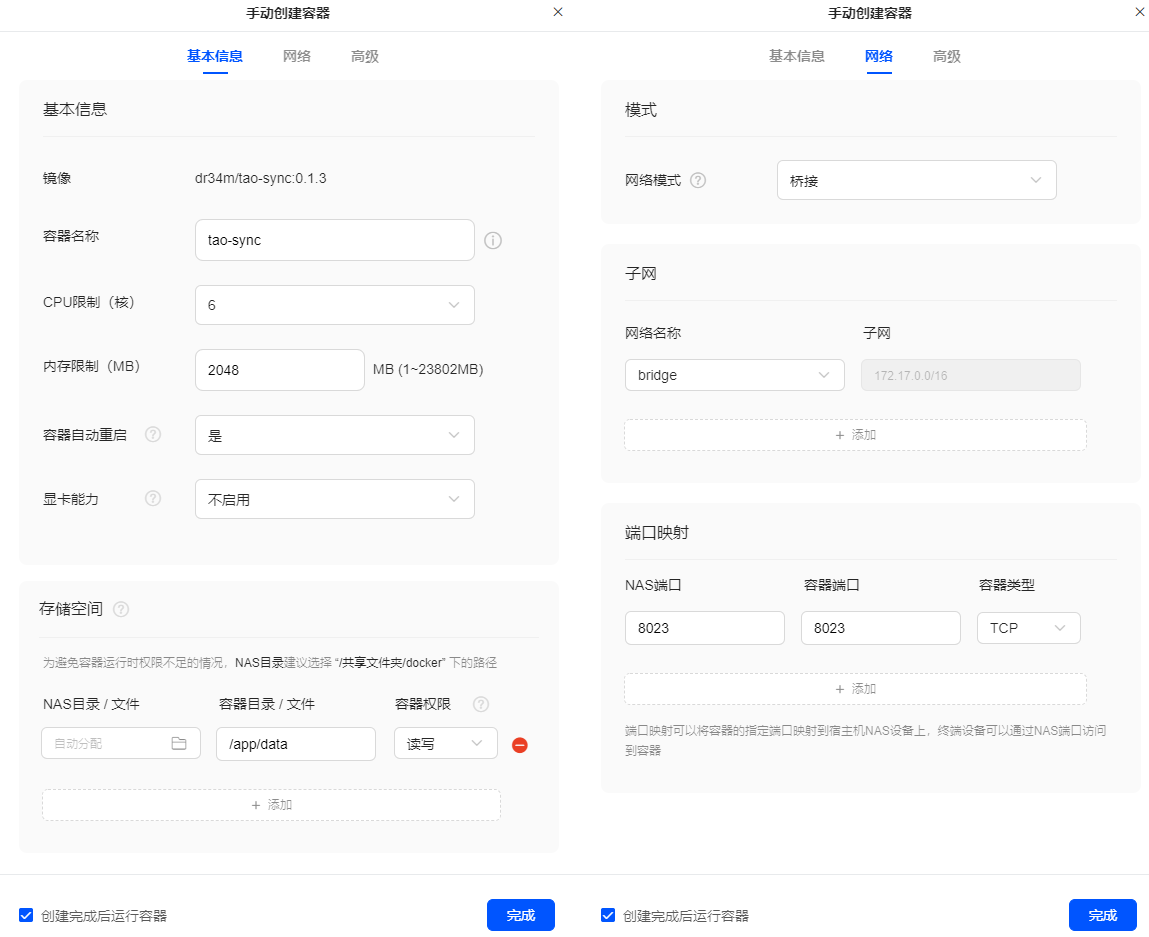 手动创建容器
基本信息 网络 高级
基本信息
镜像 dr34m/tao-sync:0.1.3
容器名称 tao-sync
CPU限制（核） 6
内存限制（MB） 2048 MB (1~23802MB)
容器自动重启 是
显卡能力 不启用
存储空间
为避免容器运行时权限不足的情况，NAS目录建议选择 “/共享文件夹/docker” 下的路径
NAS目录 / 文件 容器目录 / 文件 容器权限
自动分配 /app/data 读写
+ 添加
创建完成后运行容器 完成
手动创建容器
基本信息 网络 高级
模式
网络模式 桥接
子网
网络名称 子网
bridge 172.17.0.0/16
+ 添加
端口映射
NAS端口 容器端口 容器类型
8023 8023 TCP
+ 添加
端口映射可以将容器的指定端口映射到宿主机NAS设备上，终端设备可以通过NAS端口访问
到容器
创建完成后运行容器 完成